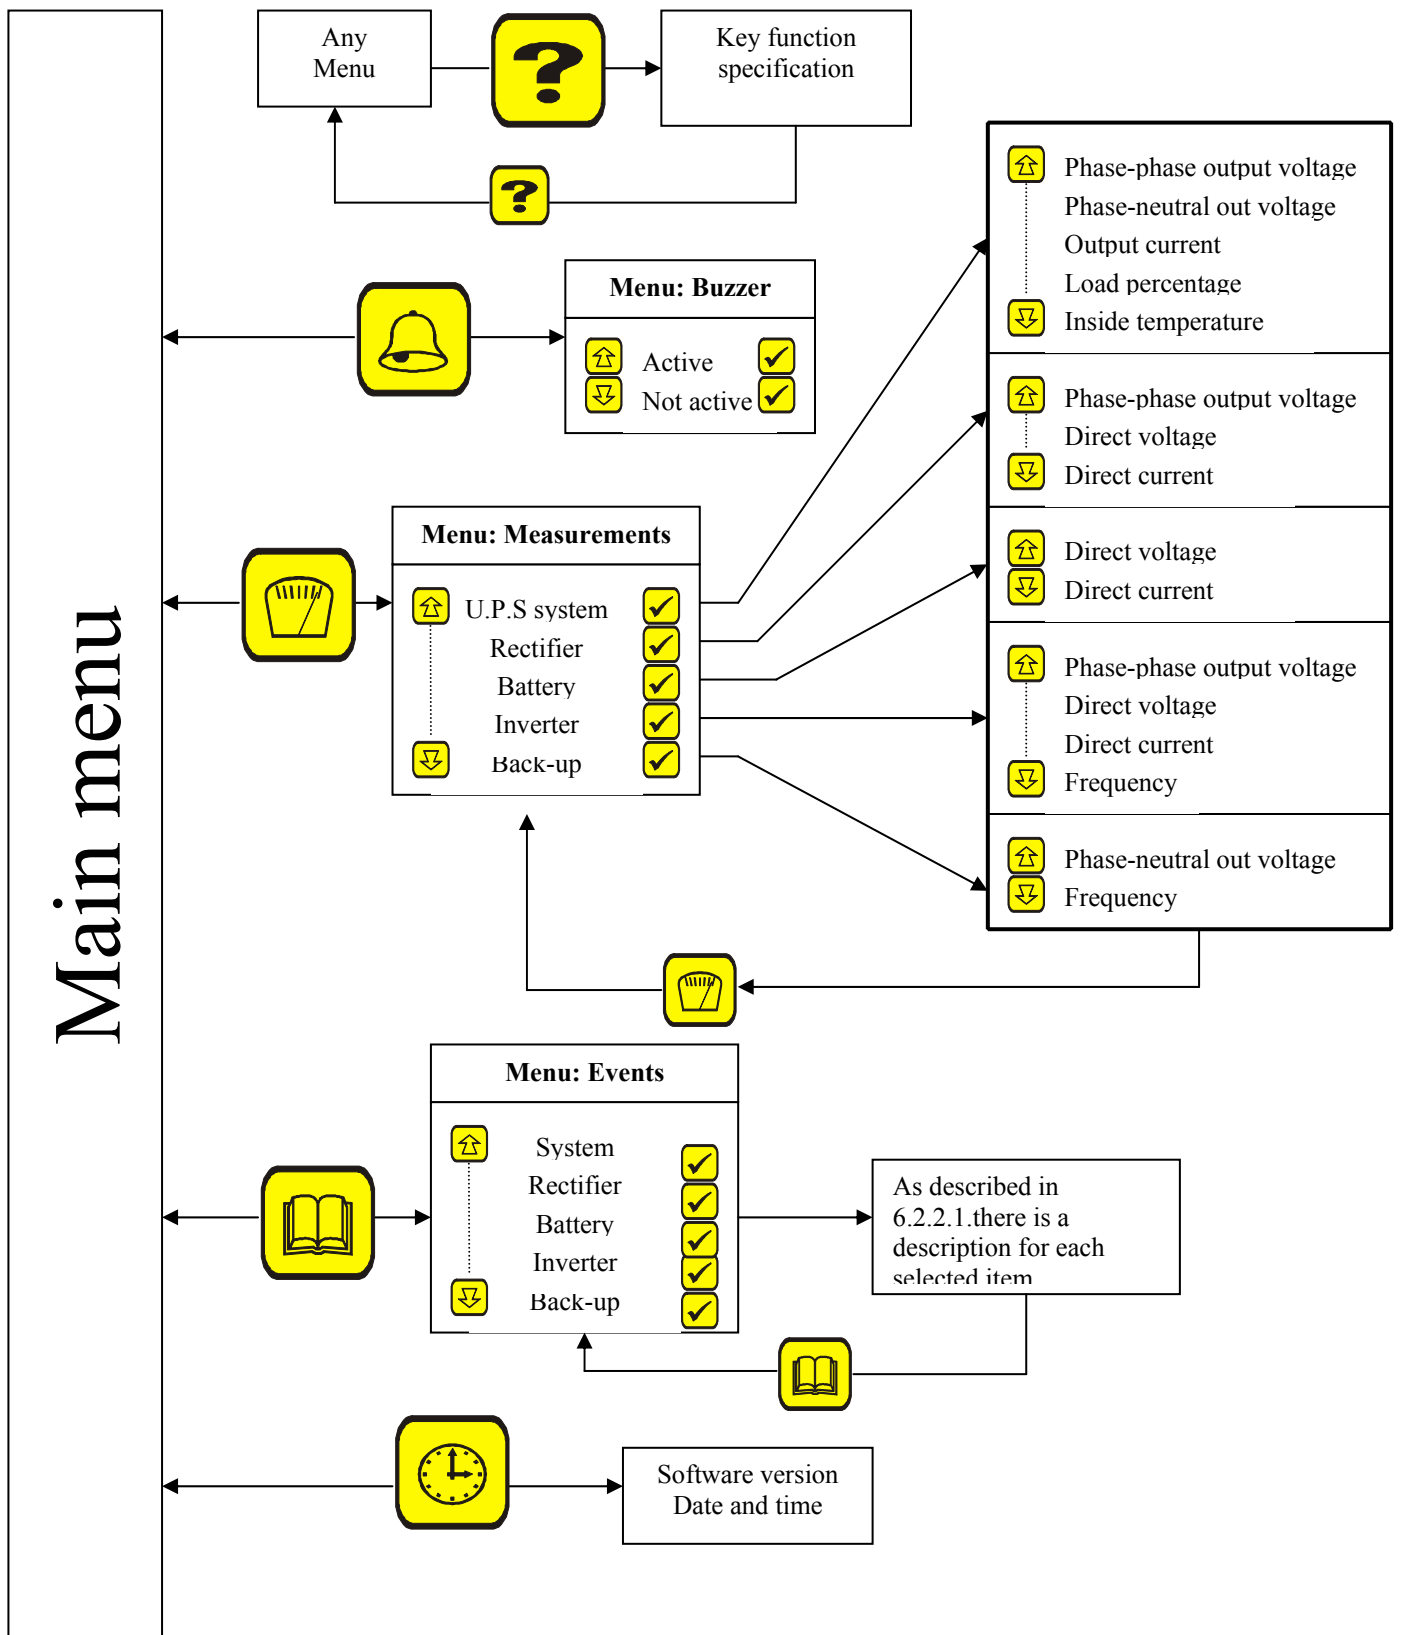 Main menu
Any
Menu
?
Key function
specification
?
Menu: Buzzer
Active
Not active
Menu: Measurements
U.P.S system
Rectifier
Battery
Inverter
Back-up
Phase-phase output voltage
Phase-neutral out voltage
Output current
Load percentage
Inside temperature
Phase-phase output voltage
Direct voltage
Direct current
Direct voltage
Direct current
Phase-phase output voltage
Direct voltage
Direct current
Frequency
Phase-neutral out voltage
Frequency
Menu: Events
System
Rectifier
Battery
Inverter
Back-up
As described in
6.2.2.1.there is a
description for each
selected item
Software version
Date and time